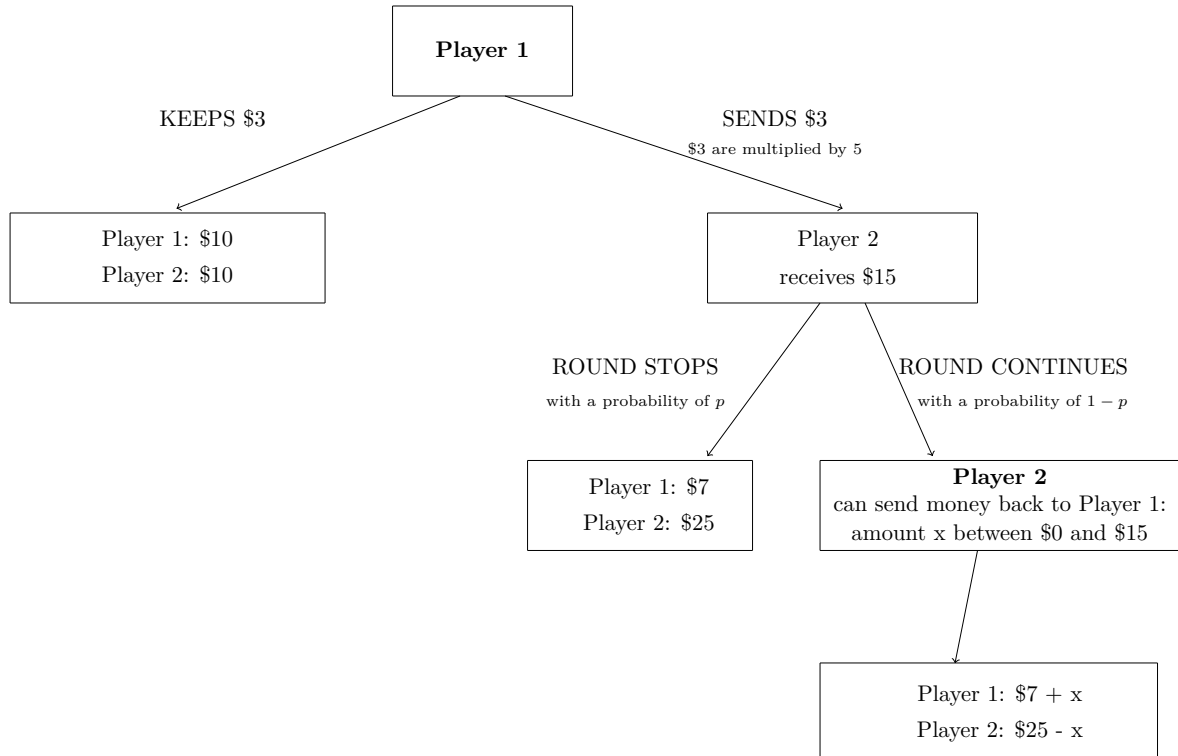 Player 1
KEEPS $3
SENDS $3
$3 are multiplied by 5
Player 1: $10
Player 2: $10
Player 2
receives $15
ROUND STOPS
with a probability of p
ROUND CONTINUES
with a probability of 1 − p
Player 1: $7
Player 2: $25
Player 2
can send money back to Player 1:
amount x between $0 and $15
Player 1: $7 + x
Player 2: $25 - x